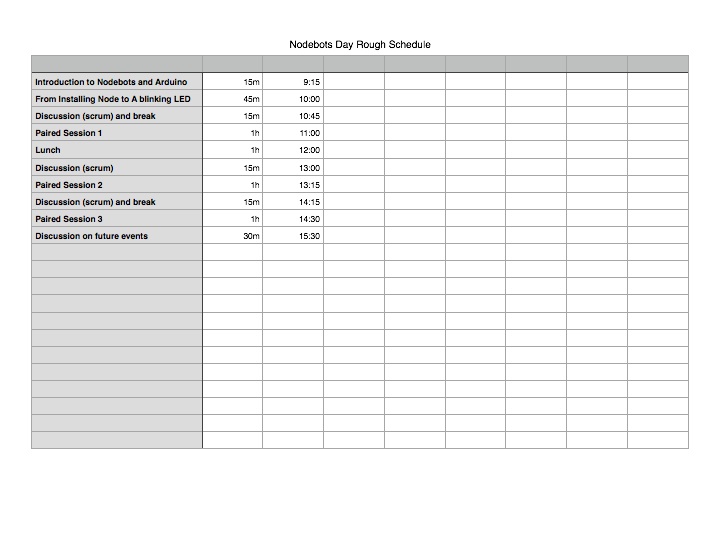 Nodebots Day Rough Schedule
Introduction to Nodebots and Arduino 15m 9:15
From Installing Node to A blinking LED 45m 10:00
Discussion (scrum) and break 15m 10:45
Paired Session 1 1h 11:00
Lunch 1h 12:00
Discussion (scrum) 15m 13:00
Paired Session 2 1h 13:15
Discussion (scrum) and break 15m 14:15
Paired Session 3 1h 14:30
Discussion on future events 30m 15:30